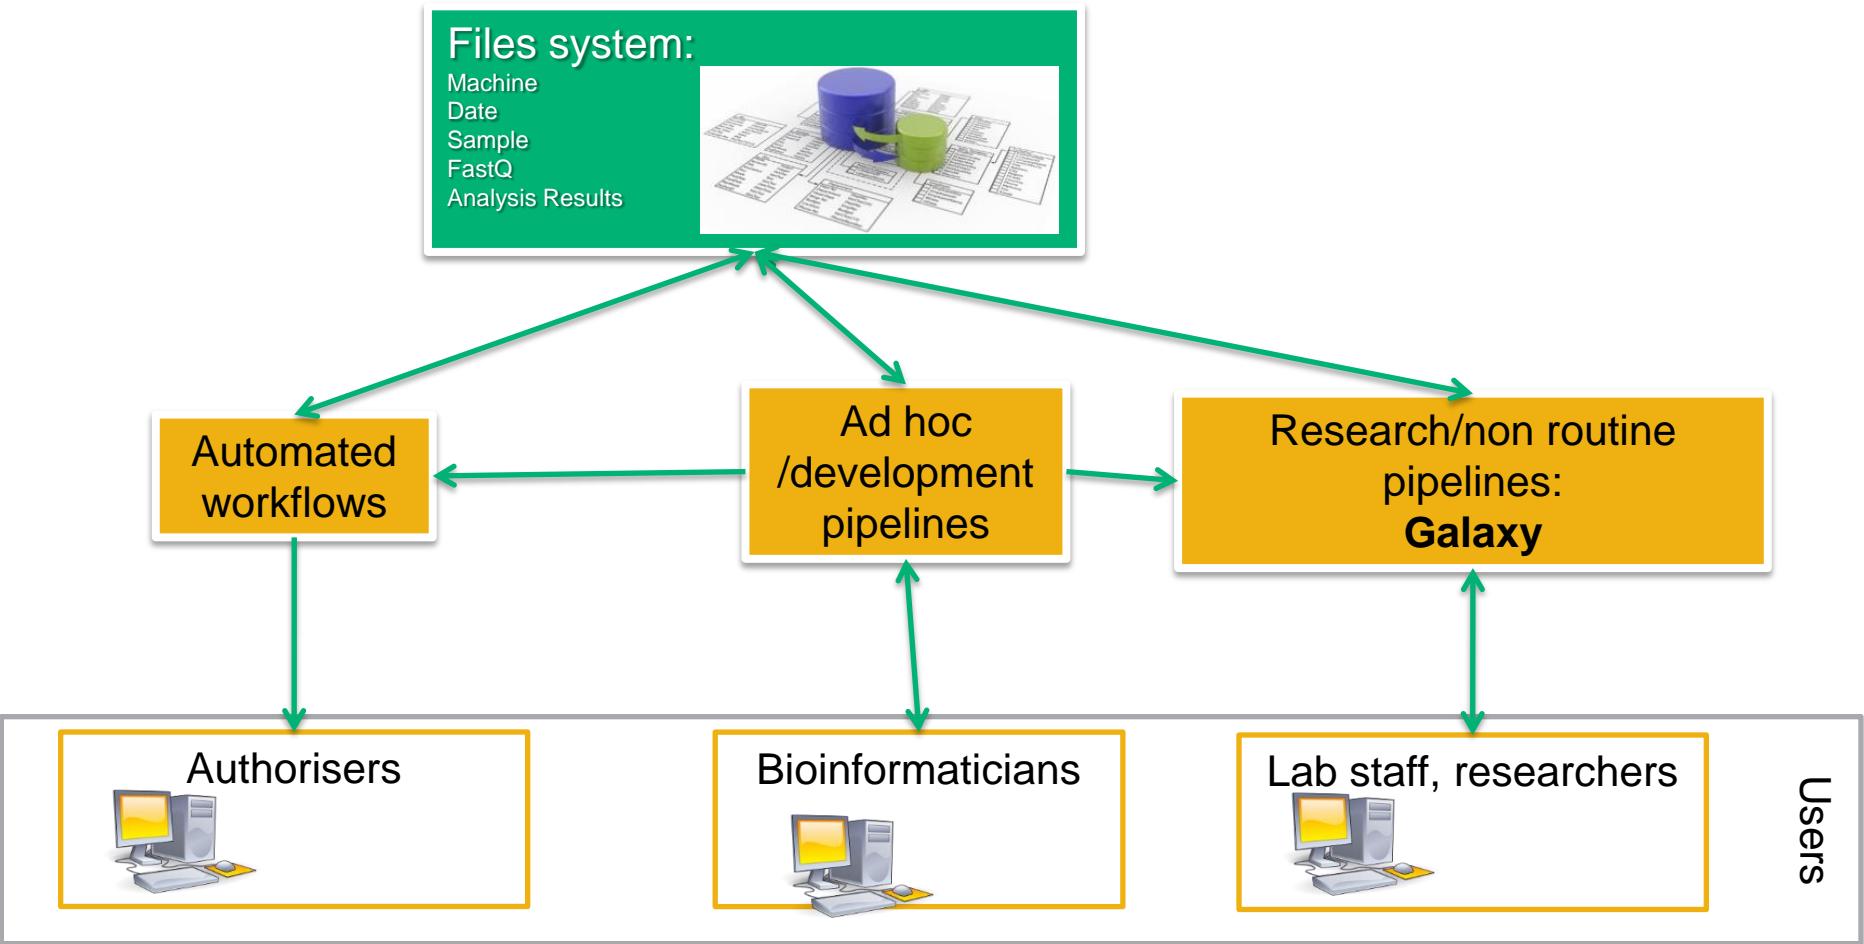 Files system:
Machine
Date
Sample
FastQ
Analysis Results
Automated
workflows
Ad hoc
/development
pipelines
Research/non routine
pipelines:
Galaxy
Authorisers
Bioinformaticians
Lab staff, researchers
Users